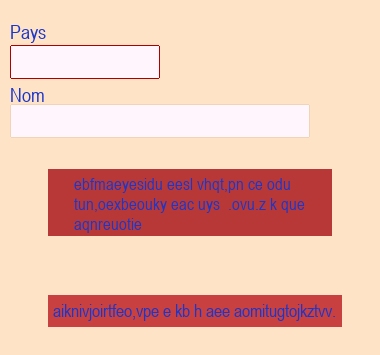 Pays
Nom
ebfmaeyesidu eesl vhqt,pn ce odu
tun,oexbeouky eac uys .ovu.z k que
aqnreuotie
aiknivjoirtfeo,vpe e kb h aee aomitugtojkztvv.